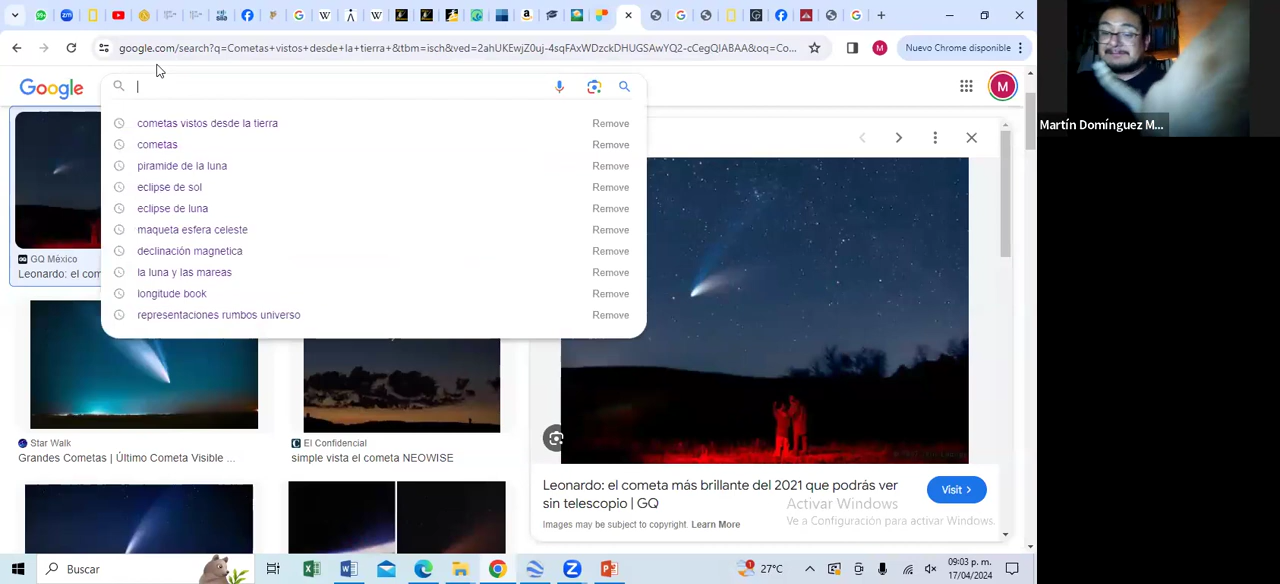 google.com/search?q=Cometas+vistos+desde+la+tierra+&tbm=isch&ved=2ahUKEwjZ0uj-4sqFAxWDzckDHUGSAwYQ2-cCegQIABAA&oq=Co...
M
Nuevo Chrome disponible
Google
M
cometas vistos desde la tierra Remove
cometas Remove
piramide de la luna Remove
eclipse de sol Remove
eclipse de luna Remove
maqueta esfera celeste Remove
declinación magnetica Remove
la luna y las mareas Remove
longitude book Remove
representaciones rumbos universo Remove
GQ México
Leonardo: el com
Star Walk
Grandes Cometas | Último Cometa Visible ...
El Confidencial
simple vista el cometa NEOWISE
Leonardo: el cometa más brillante del 2021 que podrás ver
sin telescopio | GQ
Visit
Images may be subject to copyright. Learn More
Activar Windows
Ve a Configuración para activar Windows.
Martín Domínguez M...
Buscar
27°C
09:03 p. m.
17/04/2024